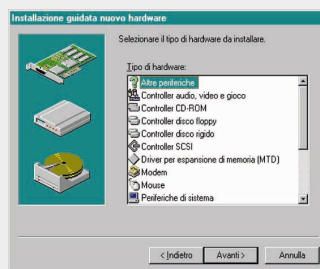 Installazione guidata nuovo hardware
Selezionare il tipo di hardware da installare.
Tipo di hardware:
Altre periferiche
Controller audio, video e gioco
Controller CD-ROM
Controller disco floppy
Controller disco rigido
Controller SCSI
Driver per espansione di memoria (MTD)
Modem
Mouse
Periferiche di sistema
< Indietro
Avanti >
Annulla